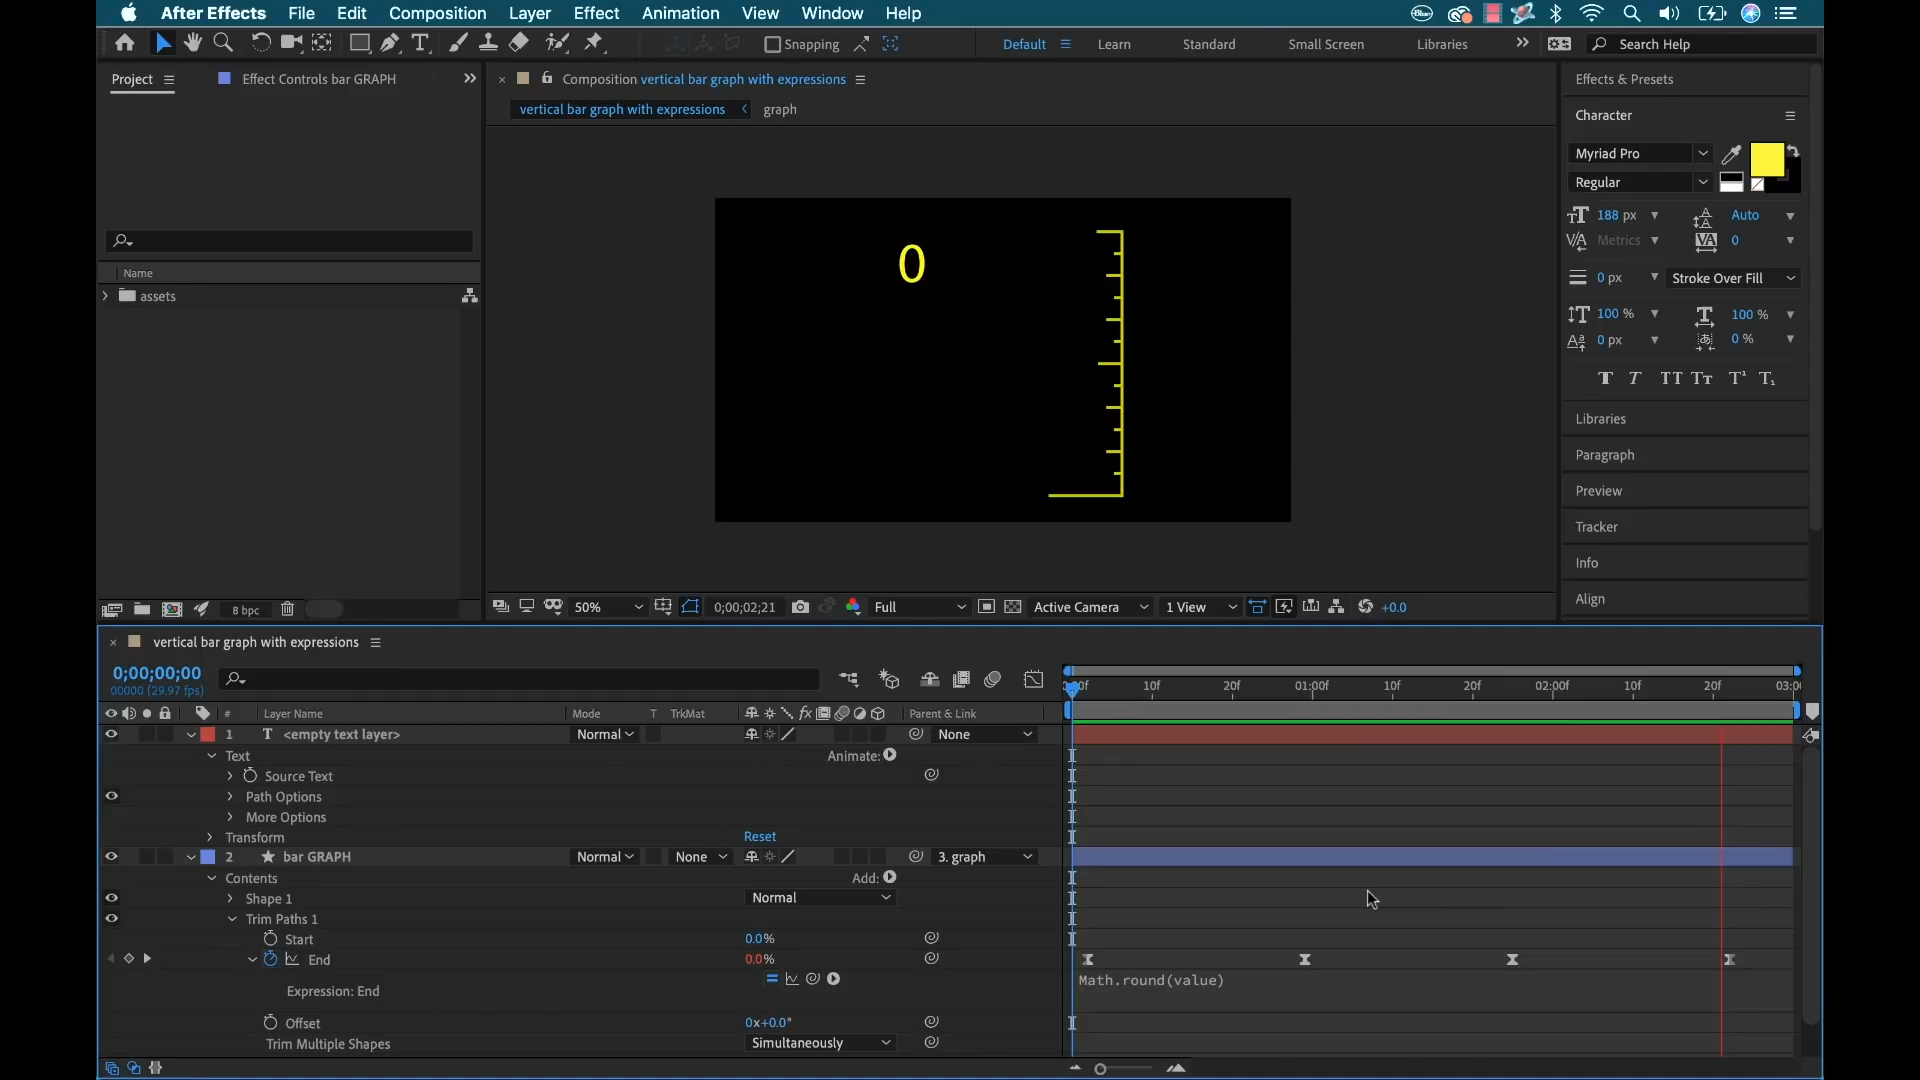 After Effects File Edit Composition Layer Effect Animation View Window Help
Snapping Default Learn Standard Small Screen Libraries Search Help
Project Effect Controls bar GRAPH
Composition vertical bar graph with expressions
vertical bar graph with expressions graph
Name
assets
8 bpc
0
50% 0;00;02;21 Full Active Camera 1 View +0.0
Effects & Presets
Character
Myriad Pro
Regular
188 px Auto
Metrics 0
0 px Stroke Over Fill
100 % 100 %
0 px 0 %
Libraries
Paragraph
Preview
Tracker
Info
Align
vertical bar graph with expressions
0;00;00;00
00000 (29.97 fps)
10f 20f 01:00f 10f 20f 02:00f 10f 20f
# Layer Name Mode T TrkMat Parent & Link
1 T <empty text layer> Normal None
Text Animate:
Source Text
Path Options
More Options
Transform Reset
2 bar GRAPH Normal None 3. graph
Contents Add:
Shape 1 Normal
Trim Paths 1
Start 0.0%
End 0.0%
Math.round(value)
Expression: End
Offset 0x+0.0°
Trim Multiple Shapes Simultaneously